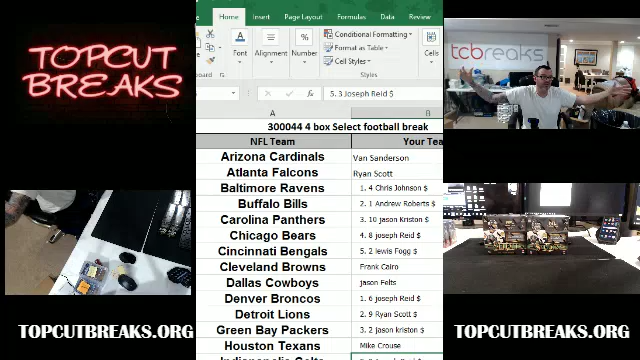 TOPCUT
BREAKS
Home Insert Page Layout Formulas Data Review
Font Alignment Number Conditional Formatting
Format as Table
Cell Styles
Cells
Styles
5. 3 Joseph Reid $
A B
300044 4 box Select football break
NFL Team Your Tea
Arizona Cardinals Van Sanderson
Atlanta Falcons Ryan Scott
Baltimore Ravens 1. 4 Chris Johnson $
Buffalo Bills 2. 1 Andrew Roberts $
Carolina Panthers 3. 10 jason Kriston $
Chicago Bears 4. 8 joseph Reid $
Cincinnati Bengals 5. 2 lewis Fogg $
Cleveland Browns Frank Cairo
Dallas Cowboys jason Felts
Denver Broncos 1. 6 joseph Reid $
Detroit Lions 2. 9 Ryan Scott $
Green Bay Packers 3. 2 jason kriston $
Houston Texans Mike Crouse
tcbreaks
TOPCUTBREAKS.ORG
TOPCUTBREAKS.ORG